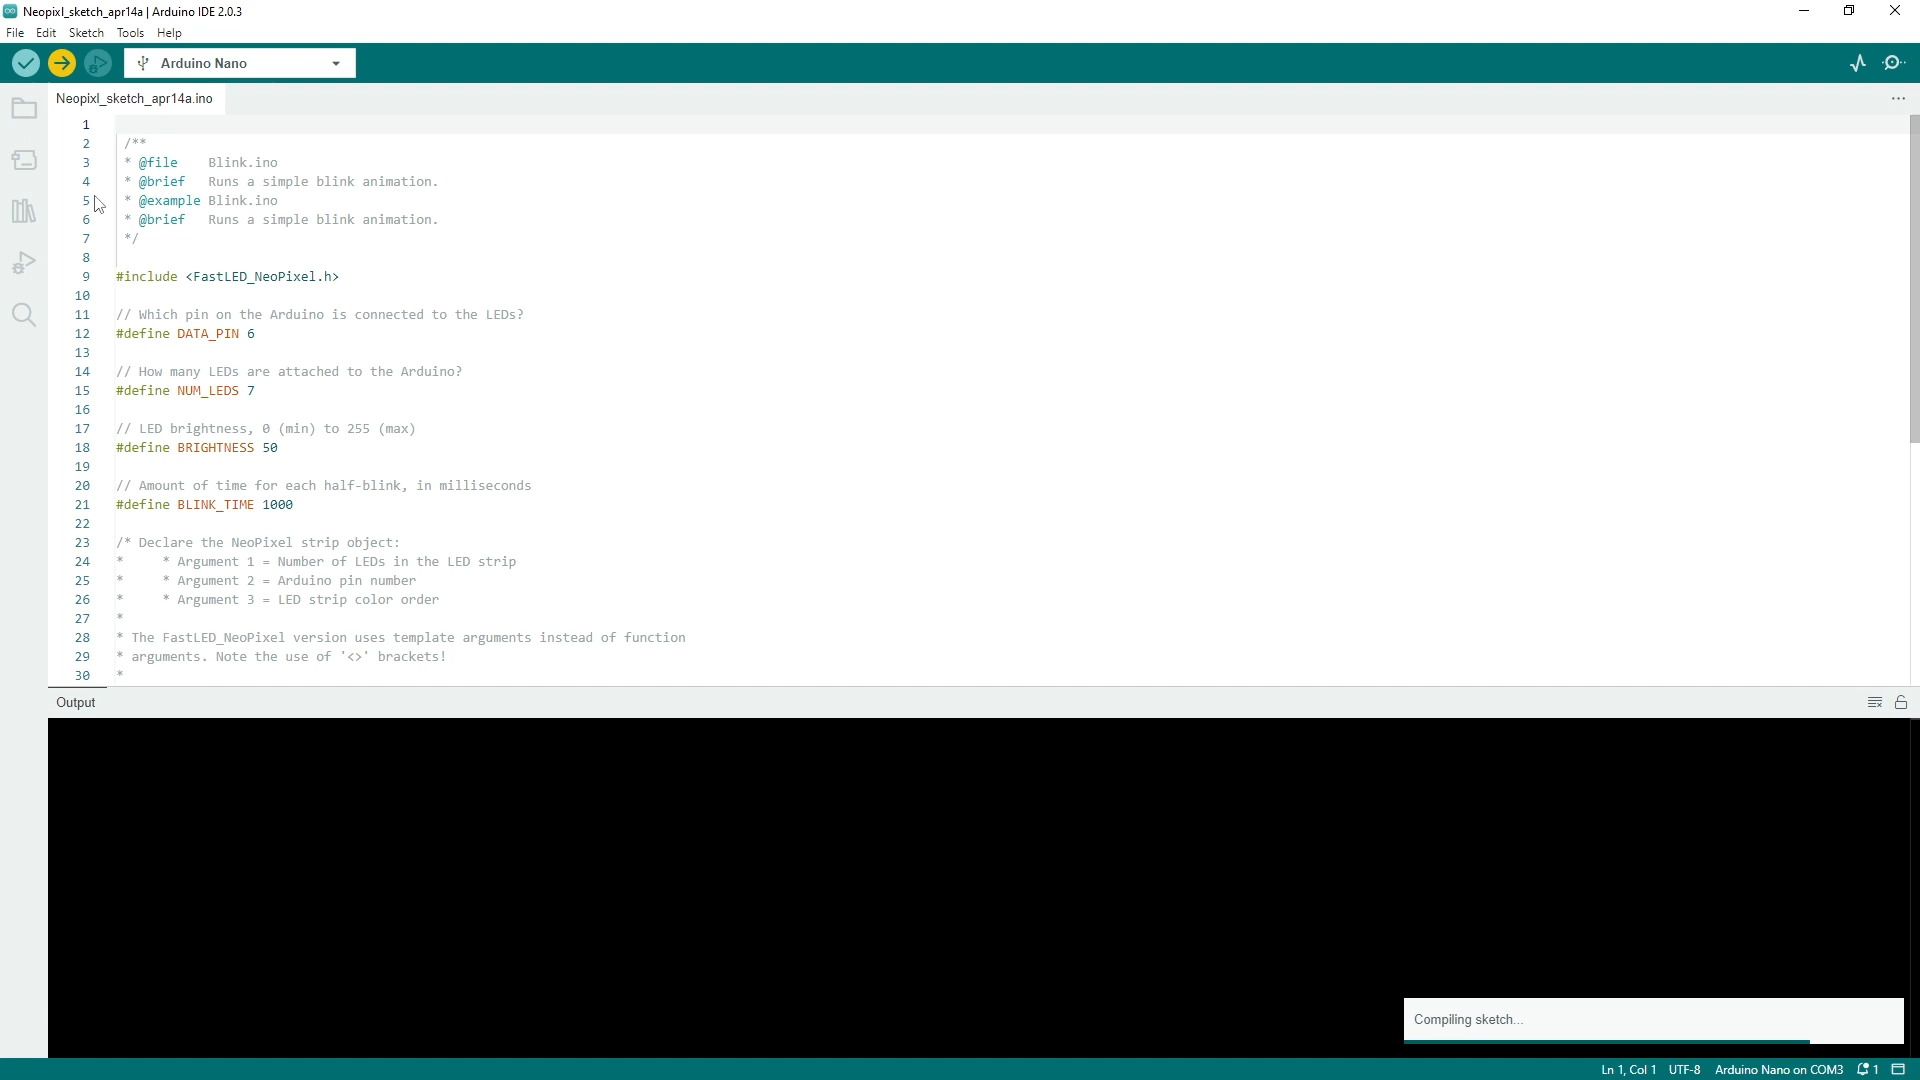 Neopixl_sketch_apr14a | Arduino IDE 2.0.3
File Edit Sketch Tools Help
Arduino Nano
Neopixl_sketch_apr14a.ino
1
2 /**
3 * @file Blink.ino
4 * @brief Runs a simple blink animation.
5 * @example Blink.ino
6 * @brief Runs a simple blink animation.
7 */
8
9 #include <FastLED_NeoPixel.h>
10
11 // Which pin on the Arduino is connected to the LEDs?
12 #define DATA_PIN 6
13
14 // How many LEDs are attached to the Arduino?
15 #define NUM_LEDS 7
16
17 // LED brightness, 0 (min) to 255 (max)
18 #define BRIGHTNESS 50
19
20 // Amount of time for each half-blink, in milliseconds
21 #define BLINK_TIME 1000
22
23 /* Declare the NeoPixel strip object:
24 * * Argument 1 = Number of LEDs in the LED strip
25 * * Argument 2 = Arduino pin number
26 * * Argument 3 = LED strip color order
27 *
28 * The FastLED_NeoPixel version uses template arguments instead of function
29 * arguments. Note the use of '<>' brackets!
30 *
Output
Compiling sketch...
Ln 1, Col 1 UTF-8 Arduino Nano on COM3 1